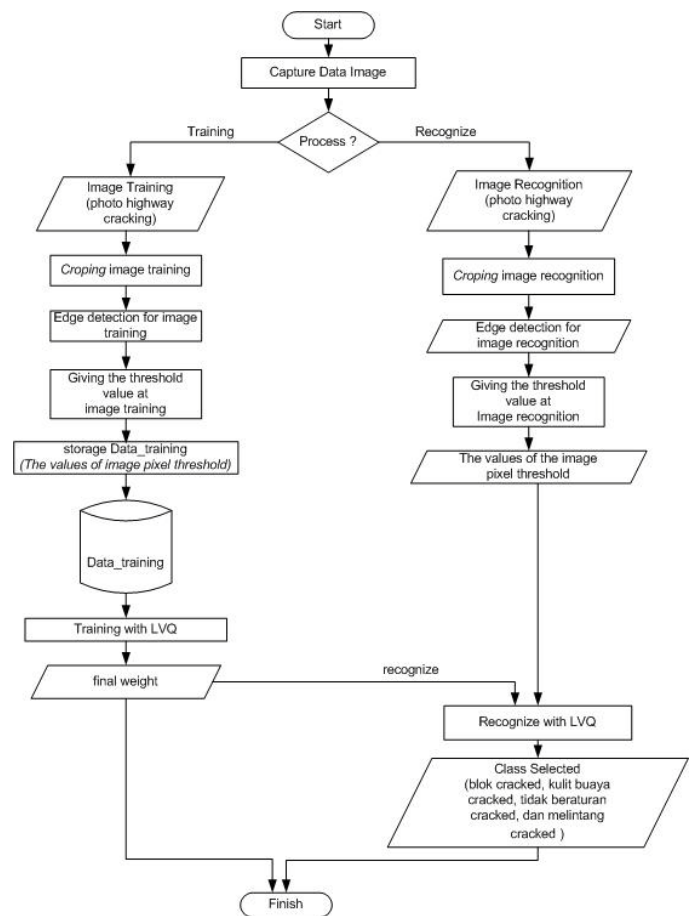 Start
Capture Data Image
Process ?
Training
Recognize
Image Training
(photo highway
cracking)
Croping image training
Edge detection for image
training
Giving the threshold
value at
image training
storage Data_training
(The values of image pixel threshold)
Data_training
Training with LVQ
final weight
recognize
Image Recognition
(photo highway
cracking)
Croping image recognition
Edge detection for
image recognition
Giving the threshold
value at
Image recognition
The values of the image
pixel threshold
Recognize with LVQ
Class Selected
(blok cracked, kulit buaya
cracked, tidak beraturan
cracked, dan melintang
cracked )
Finish